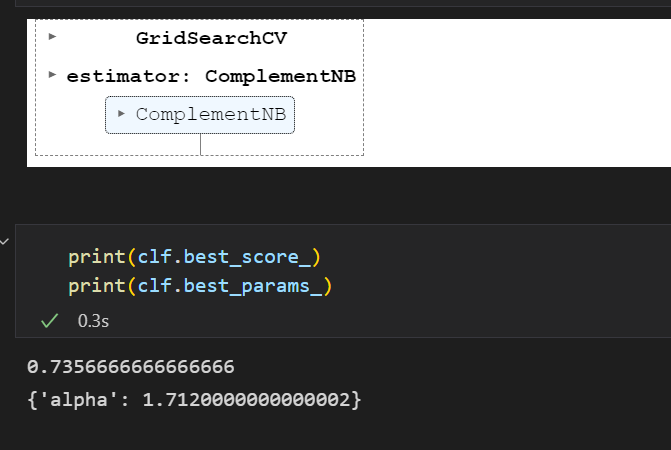 GridSearchCV
estimator: ComplementNB
ComplementNB
print(clf.best_score_)
print(clf.best_params_)
0.3s
0.7356666666666666
{'alpha': 1.7120000000000002}